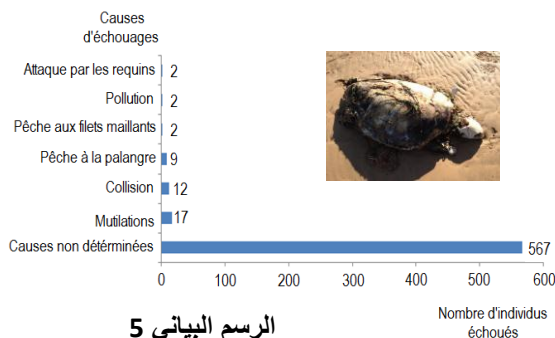 Causes
d'échouages
Attaque par les requins 2
Pollution 2
Pêche aux filets maillants 2
Pêche à la palangre 9
Collision 12
Mutilations 17
Causes non détérminées 567
0 100 200 300 400 500 600
Nombre d'individus
échoués
الرسم البياني 5